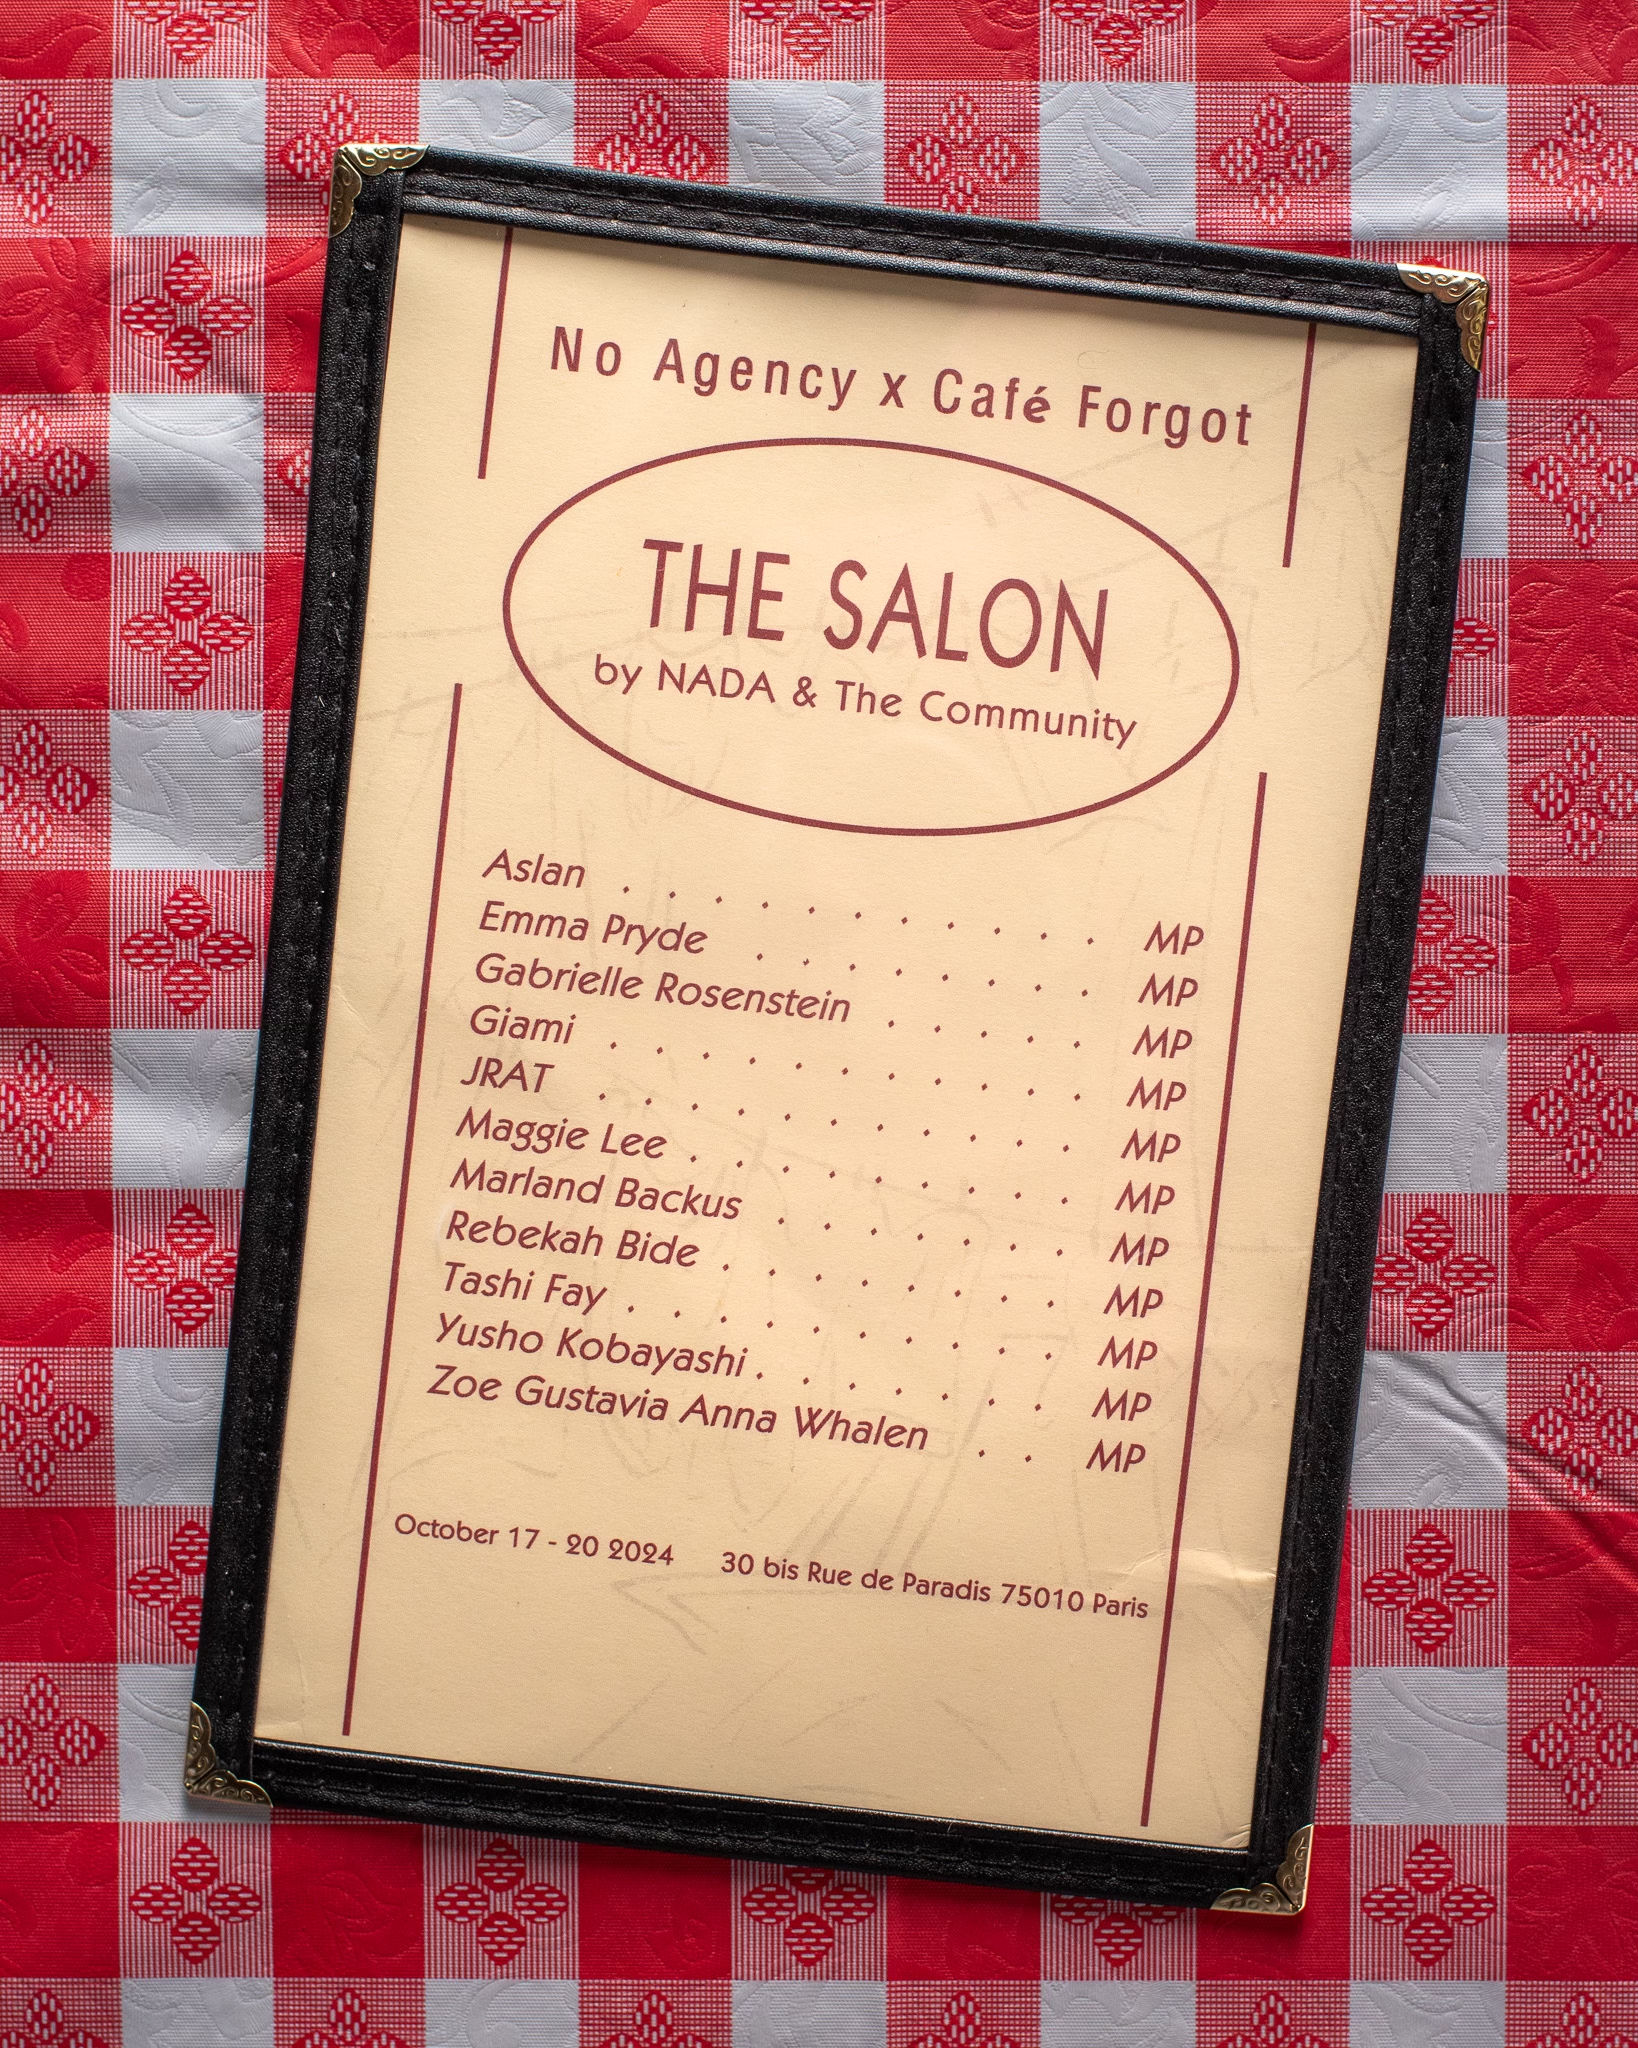 No Agency x Café Forgot
THE SALON
by NADA & The Community
Aslan . . . . . . . . . . . MP
Emma Pryde . . . . . . . . MP
Gabrielle Rosenstein . . . . . MP
Giami . . . . . . . . . . . MP
JRAT . . . . . . . . . . . MP
Maggie Lee . . . . . . . . . MP
Marland Backus . . . . . . . MP
Rebekah Bide . . . . . . . . MP
Tashi Fay . . . . . . . . . . MP
Yusho Kobayashi . . . . . . . MP
Zoe Gustavia Anna Whalen . . MP
October 17 - 20 2024 30 bis Rue de Paradis 75010 Paris